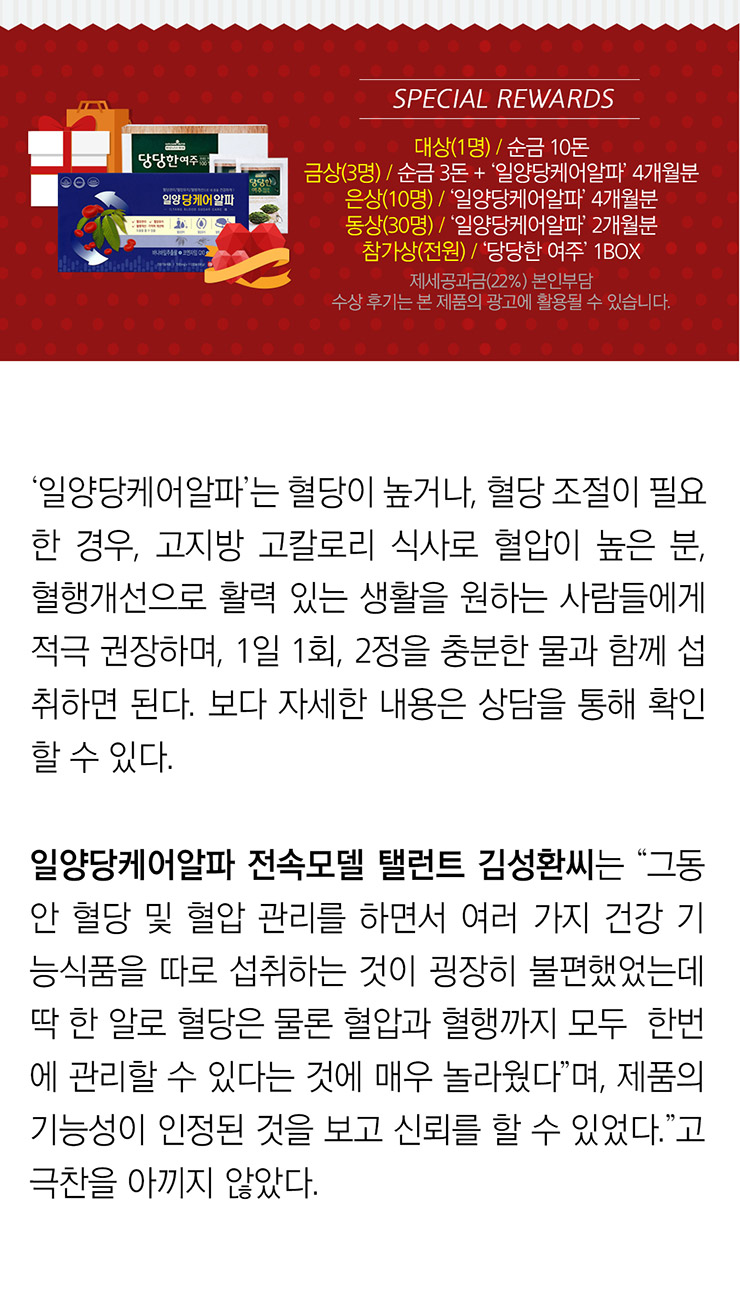 SPECIAL REWARDS
대상(1명) / 순금 10돈
금상(3명) / 순금 3돈 + ‘일양당케어알파’ 4개월분
은상(10명) / ‘일양당케어알파’ 4개월분
동상(30명) / ‘일양당케어알파’ 2개월분
참가상(전원) / ‘당당한 여주’ 1BOX
제세공과금(22%) 본인부담
수상 후기는 본 제품의 광고에 활용될 수 있습니다.
당당한여주
100
당당한
여주
일양당케어알파
‘일양당케어알파’는 혈당이 높거나, 혈당 조절이 필요
한 경우, 고지방 고칼로리 식사로 혈압이 높은 분,
혈행개선으로 활력 있는 생활을 원하는 사람들에게
적극 권장하며, 1일 1회, 2정을 충분한 물과 함께 섭
취하면 된다. 보다 자세한 내용은 상담을 통해 확인
할 수 있다.
일양당케어알파 전속모델 탤런트 김성환씨는 “그동
안 혈당 및 혈압 관리를 하면서 여러 가지 건강 기
능식품을 따로 섭취하는 것이 굉장히 불편했었는데
딱 한 알로 혈당은 물론 혈압과 혈행까지 모두 한번
에 관리할 수 있다는 것에 매우 놀라웠다”며, 제품의
기능성이 인정된 것을 보고 신뢰를 할 수 있었다.”고
극찬을 아끼지 않았다.